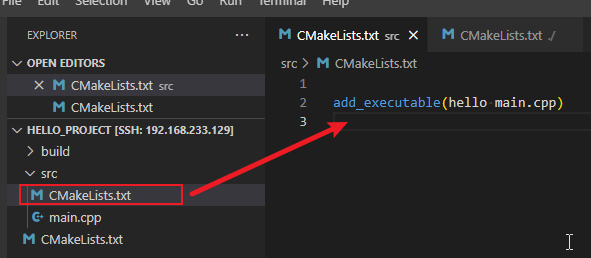 File Edit Selection View Go Run Terminal Help
EXPLORER ···
CMakeLists.txt src
CMakeLists.txt ./
OPEN EDITORS
src > CMakeLists.txt
CMakeLists.txt src
1
CMakeLists.txt
2 add_executable(hello main.cpp)
HELLO_PROJECT [SSH: 192.168.233.129]
3
build
src
CMakeLists.txt
main.cpp
CMakeLists.txt